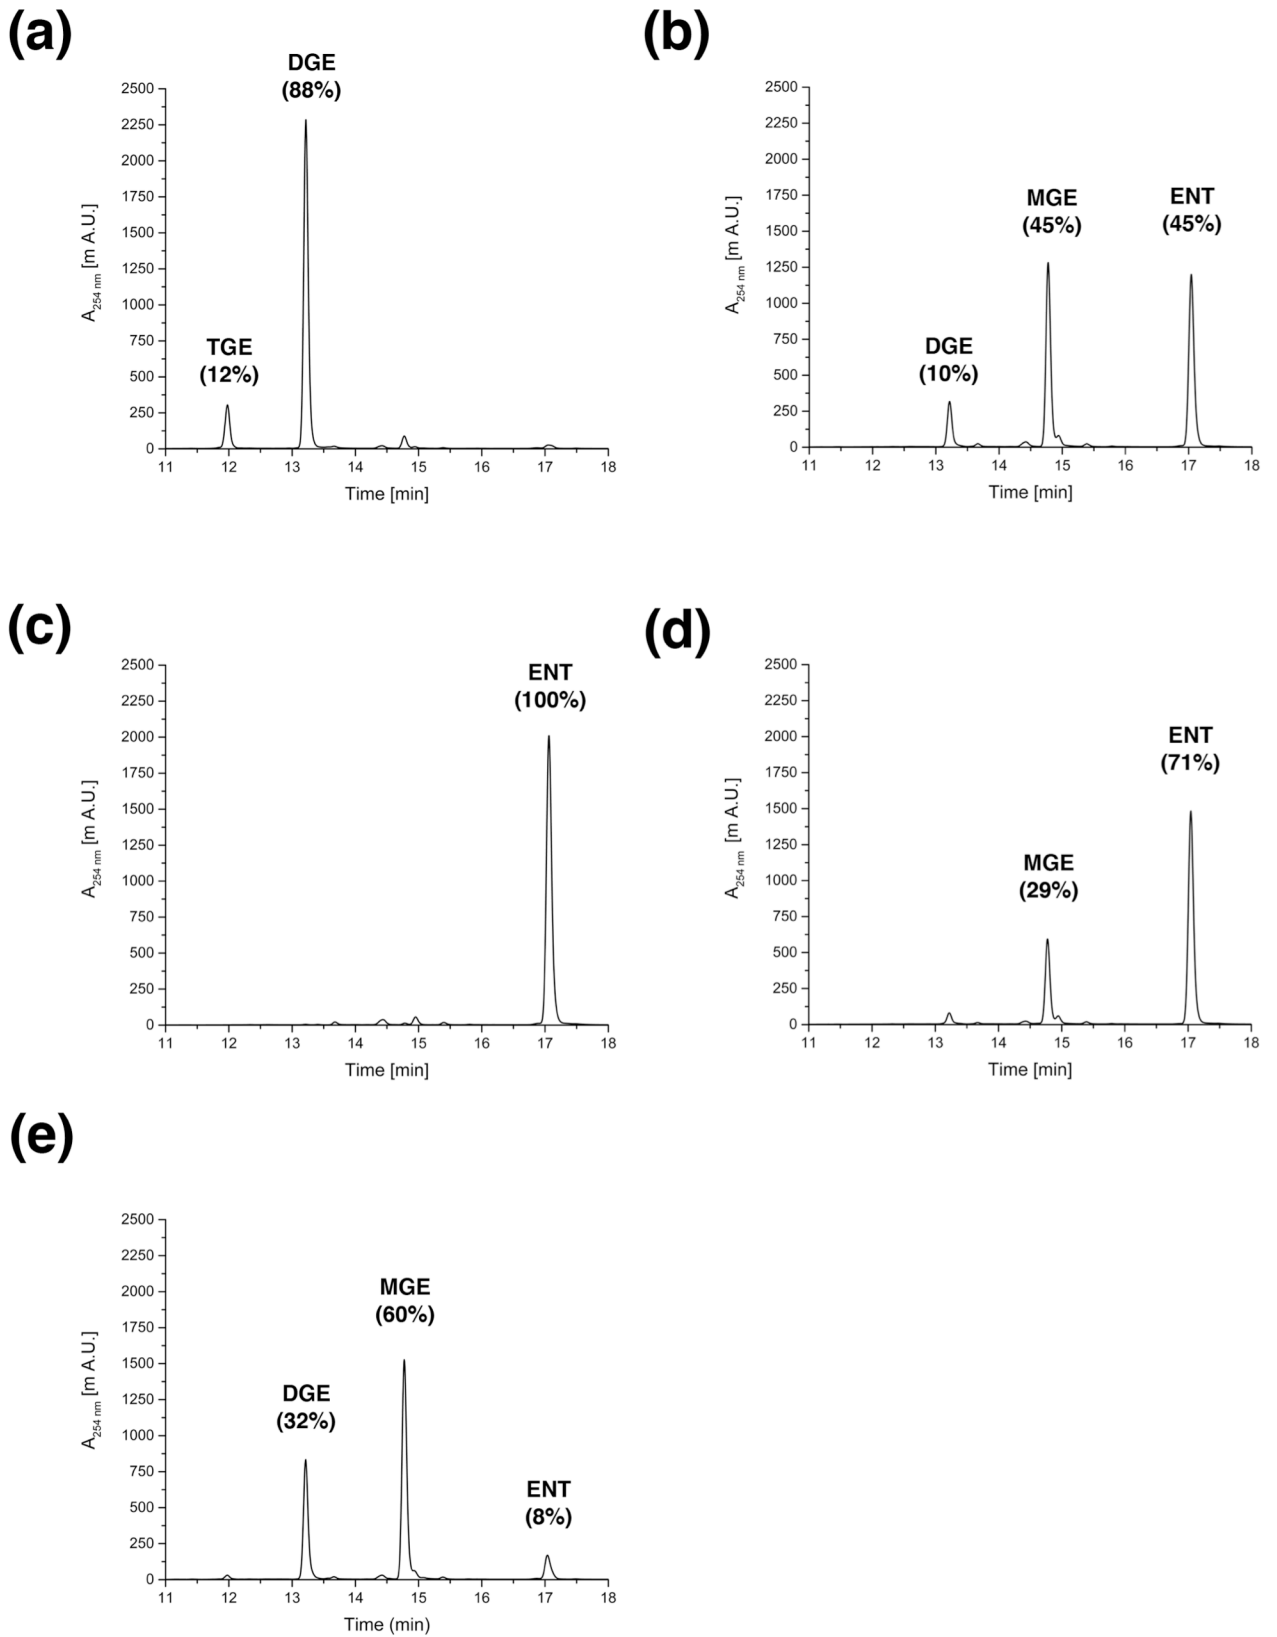 (a)
DGE
(88%)
TGE
(12%)
2500
2250
2000
1750
1500
1250
1000
750
500
250
0
A254 nm [m A.U.]
11 12 13 14 15 16 17 18
Time [min]
(b)
MGE
(45%)
ENT
(45%)
DGE
(10%)
2500
2250
2000
1750
1500
1250
1000
750
500
250
0
A254 nm [m A.U.]
11 12 13 14 15 16 17 18
Time [min]
(c)
ENT
(100%)
2500
2250
2000
1750
1500
1250
1000
750
500
250
0
A254 nm [m A.U.]
11 12 13 14 15 16 17 18
Time [min]
(d)
ENT
(71%)
MGE
(29%)
2500
2250
2000
1750
1500
1250
1000
750
500
250
0
A254 nm [m A.U.]
11 12 13 14 15 16 17 18
Time [min]
(e)
MGE
(60%)
DGE
(32%)
ENT
(8%)
2500
2250
2000
1750
1500
1250
1000
750
500
250
0
A254 nm [m A.U.]
11 12 13 14 15 16 17 18
Time (min)